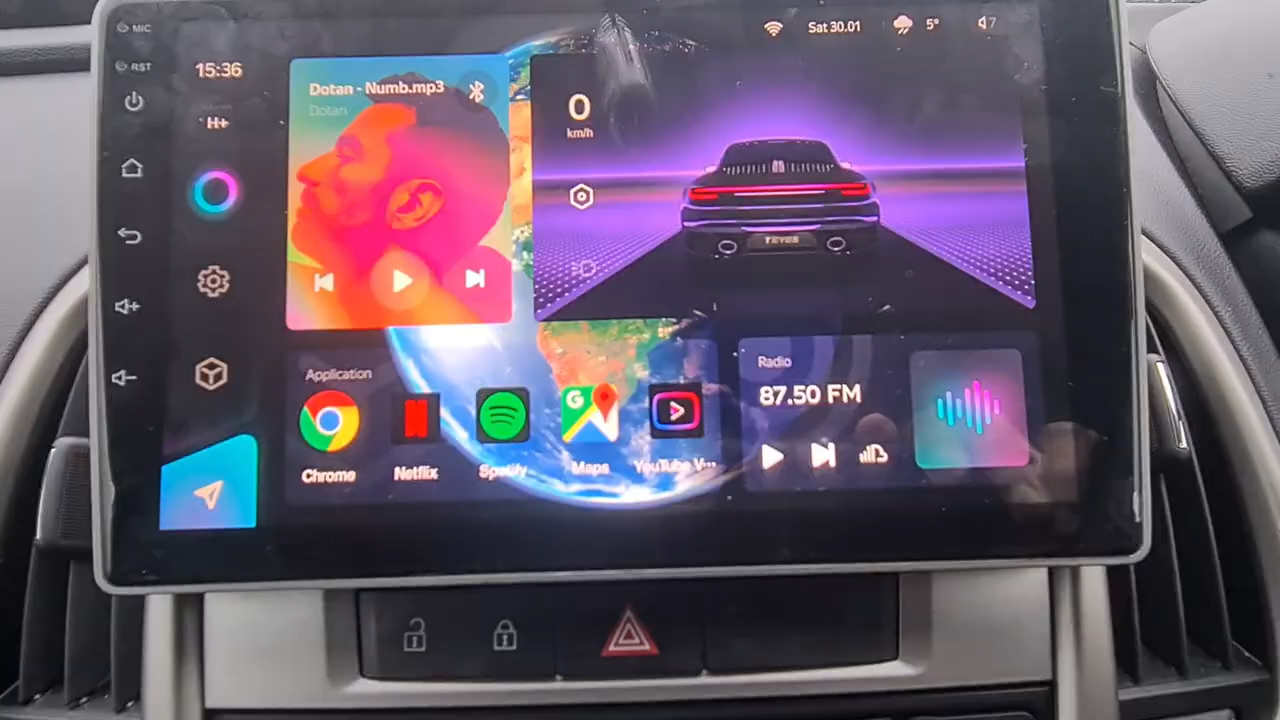 MIC
RST
15:36
H+
Sat 30.01
5°
7
Dotan - Numb.mp3
Dotan
0
km/h
TEYES
Application
Chrome
Netflix
Spotify
Maps
YouTube V...
Radio
87.50 FM